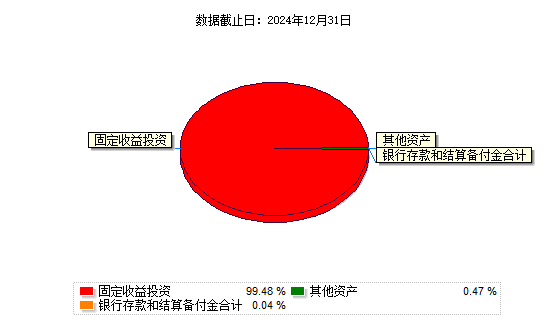 数据截止日：2024年12月31日
固定收益投资
其他资产
银行存款和结算备付金合计
固定收益投资 99.48 % 其他资产 0.47 %
银行存款和结算备付金合计 0.04 %